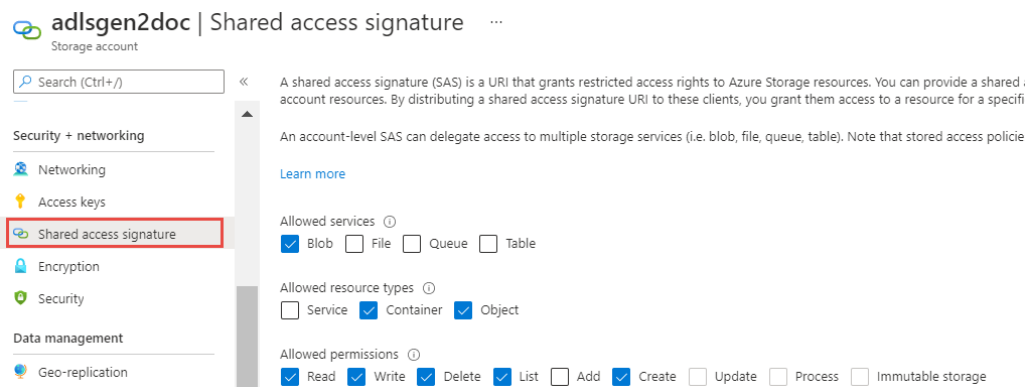 adlsgen2doc | Shared access signature ...
Storage account
Search (Ctrl+/)
«
Security + networking
Networking
Access keys
Shared access signature
Encryption
Security
Data management
Geo-replication
A shared access signature (SAS) is a URI that grants restricted access rights to Azure Storage resources. You can provide a shared
account resources. By distributing a shared access signature URI to these clients, you grant them access to a resource for a specifi
An account-level SAS can delegate access to multiple storage services (i.e. blob, file, queue, table). Note that stored access policie
Learn more
Allowed services
Blob File Queue Table
Allowed resource types
Service Container Object
Allowed permissions
Read Write Delete List Add Create Update Process Immutable storage